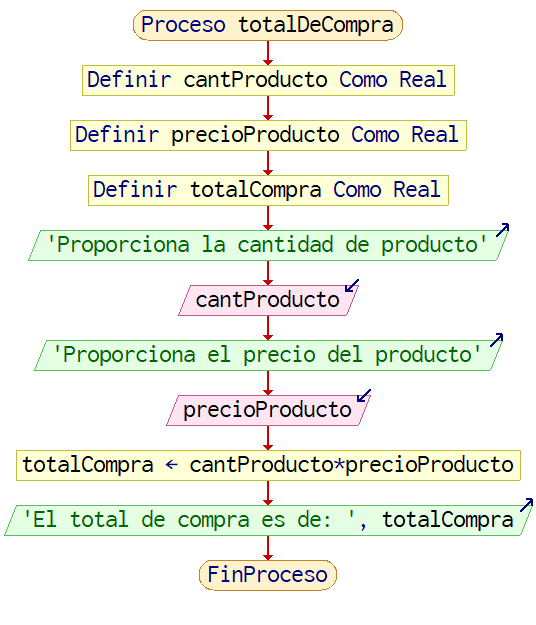 Proceso totalDeCompra
Definir cantProducto Como Real
Definir precioProducto Como Real
Definir totalCompra Como Real
'Proporciona la cantidad de producto'
cantProducto
'Proporciona el precio del producto'
precioProducto
totalCompra ← cantProducto*precioProducto
'El total de compra es de: ', totalCompra
FinProceso